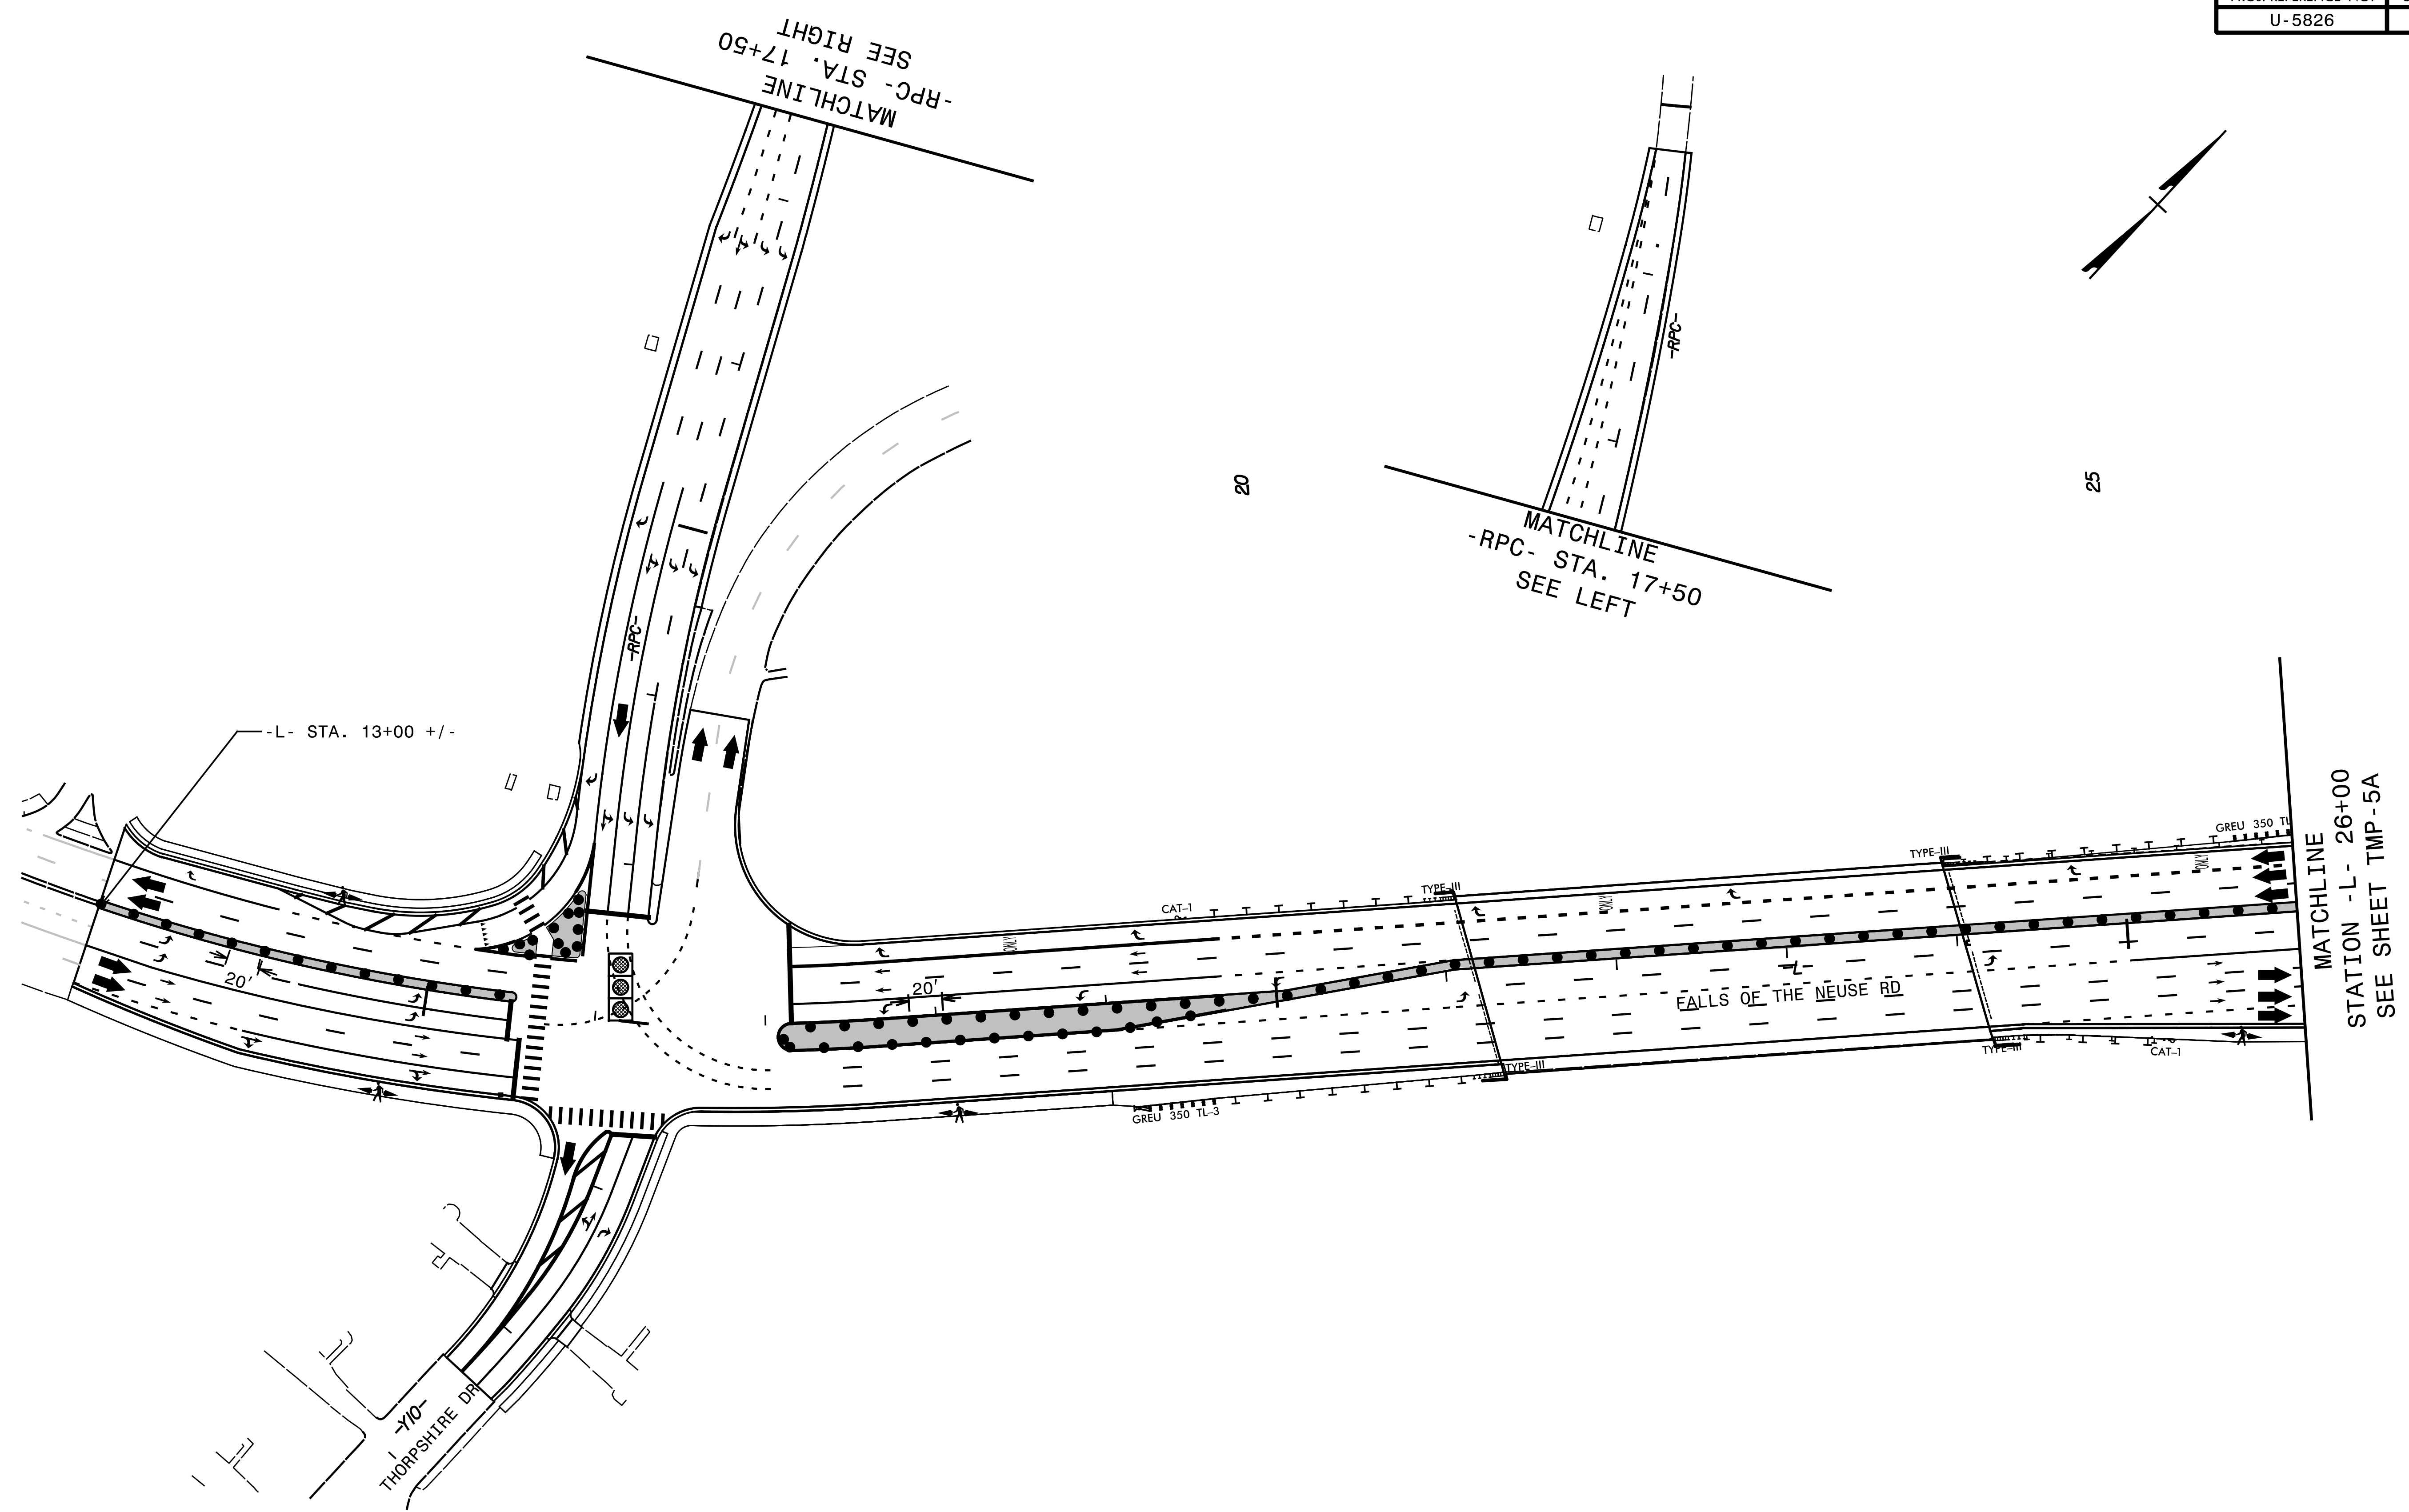 U-5826
MATCHLINE
-RPC- STA. 17+50
SEE RIGHT
-RPC-
20
25
MATCHLINE
-RPC- STA. 17+50
SEE LEFT
-RPC-
-L- STA. 13+00 +/-
20'
20'
ONLY
CAT-1
TYPE-III
ONLY
TYPE-III
ONLY
GREU 350 TL
-L-
FALLS OF THE NEUSE RD
TYPE-III
CAT-1
TYPE-III
GREU 350 TL-3
MATCHLINE
STATION -L- 26+00
SEE SHEET TMP-5A
-Y10-
THORPSHIRE DR